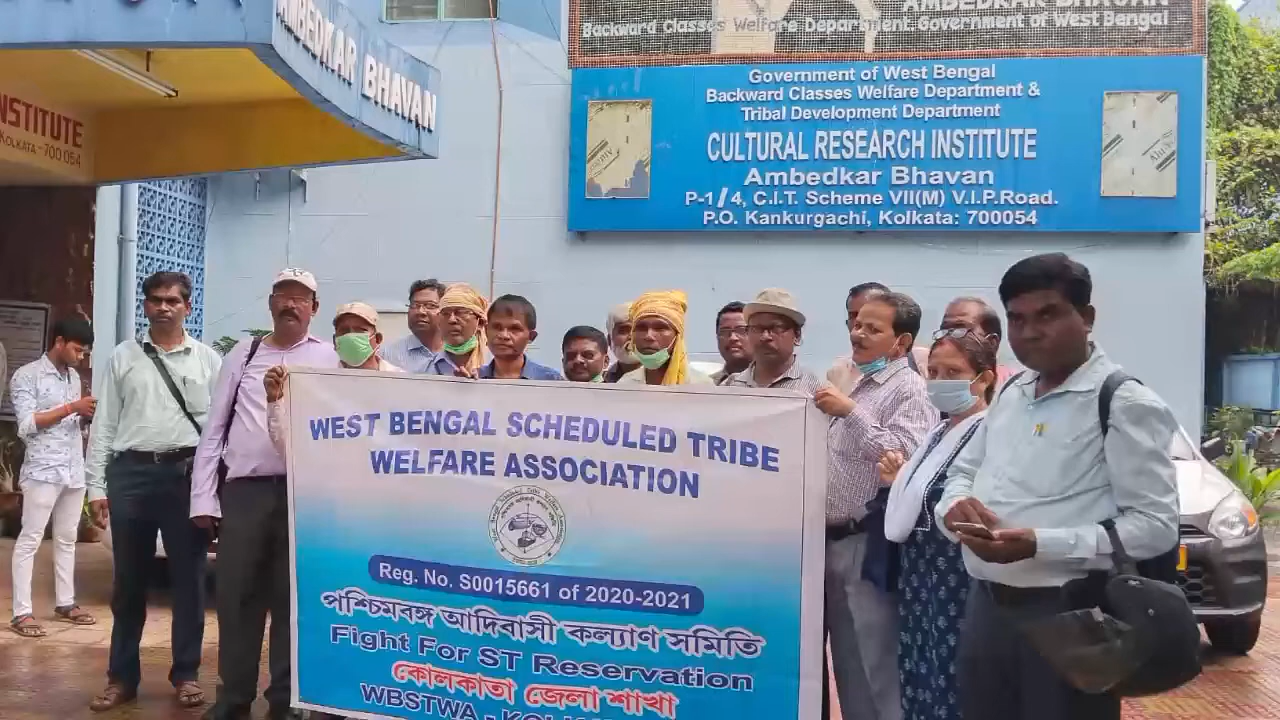 AMBEDKAR BHAVAN
INSTITUTE
KOLKATA-700 054
AMBEDKAR BHAVAN
Backward Classes Welfare Department. Government of West Bengal
Government of West Bengal
Backward Classes Welfare Department &
Tribal Development Department
CULTURAL RESEARCH INSTITUTE
Ambedkar Bhavan
P-1/4, C.I.T. Scheme VII(M) V.I.P.Road.
P.O. Kankurgachi, Kolkata: 700054
WEST BENGAL SCHEDULED TRIBE
WELFARE ASSOCIATION
Reg. No. S0015661 of 2020-2021
পশ্চিমবঙ্গ আদিবাসী কল্যাণ সমিতি
Fight For ST Reservation
কোলকাতা জেলা শাখা
WBSTWA -